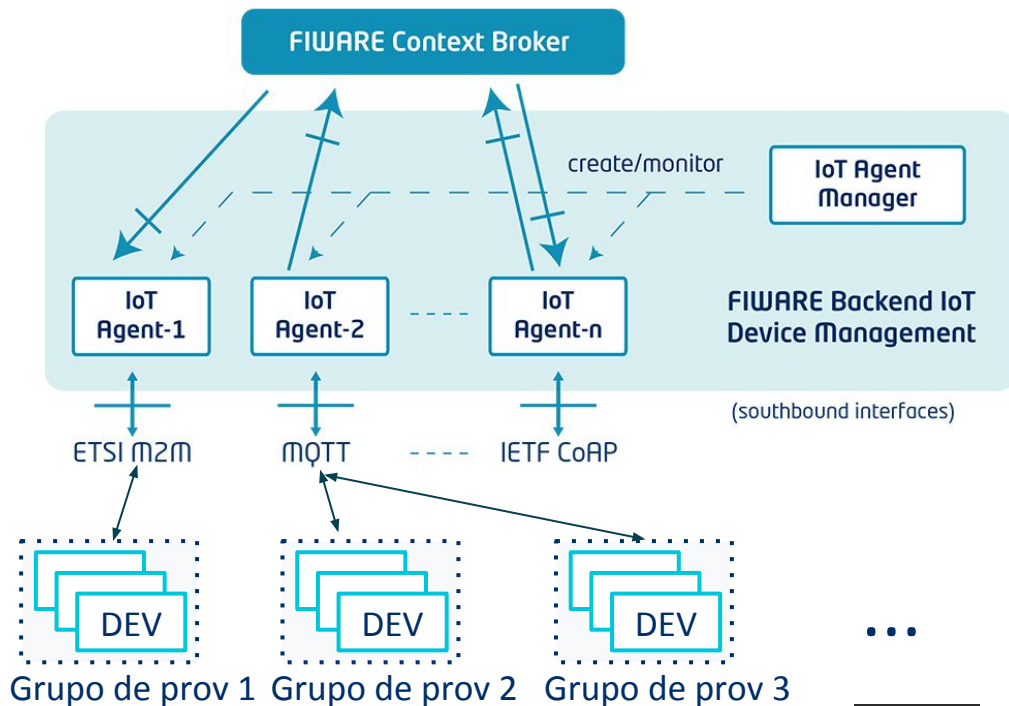 FIWARE Context Broker
create/monitor
IoT Agent
Manager
IoT
Agent-1
IoT
Agent-2
----
IoT
Agent-n
FIWARE Backend IoT
Device Management
(southbound interfaces)
ETSI M2M
MQTT
----
IETF CoAP
DEV
DEV
DEV
...
Grupo de prov 1
Grupo de prov 2
Grupo de prov 3